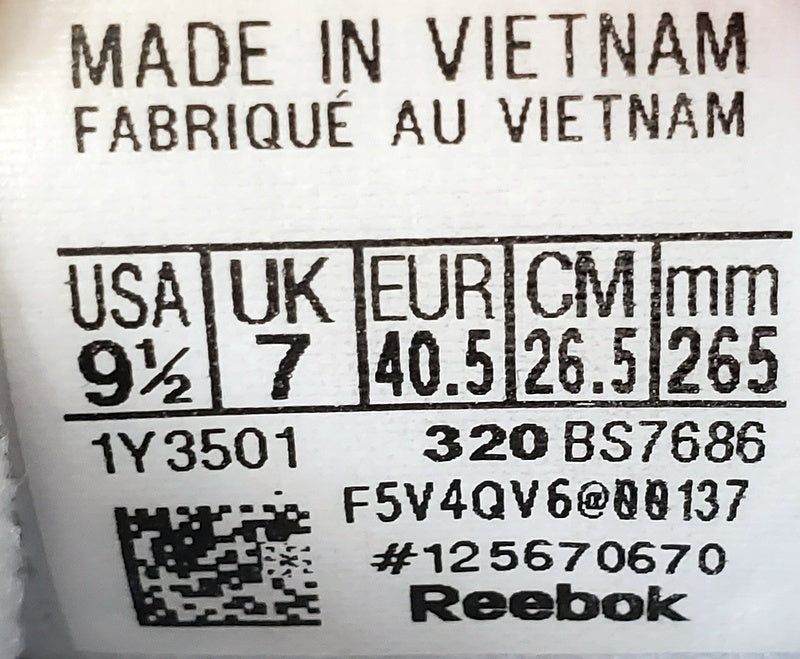 MADE IN VIETNAM
FABRIQUÉ AU VIETNAM
USA UK EUR CM mm
9½ 7 40.5 26.5 265
1Y3501 320 BS7686
F5V4QV6@00137
#125670670
Reebok